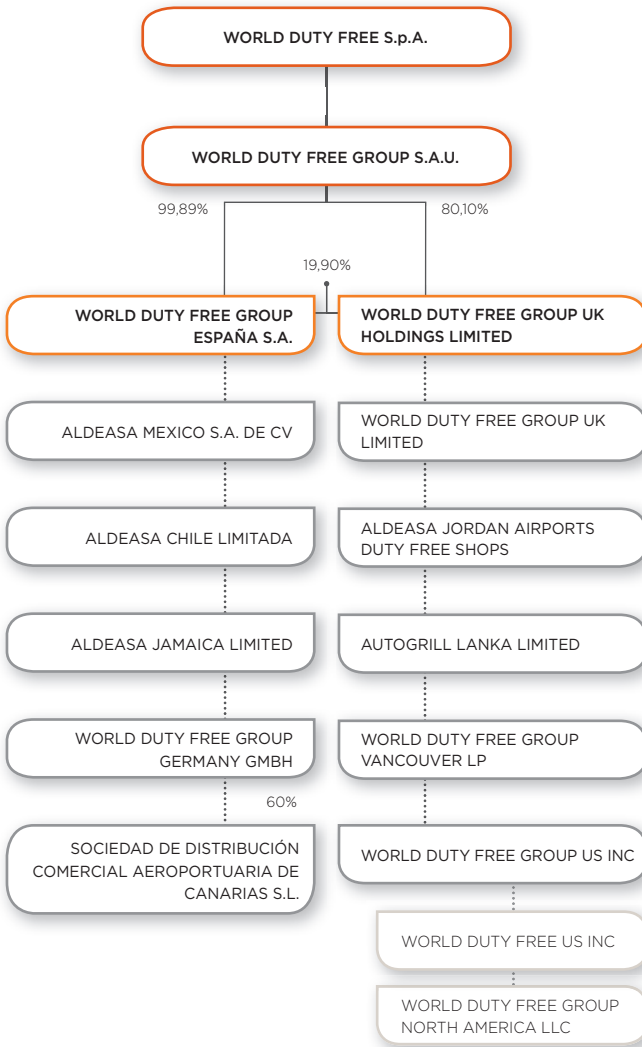 WORLD DUTY FREE S.p.A.
WORLD DUTY FREE GROUP S.A.U.
99,89%
80,10%
19,90%
WORLD DUTY FREE GROUP
ESPAÑA S.A.
WORLD DUTY FREE GROUP UK
HOLDINGS LIMITED
ALDEASA MEXICO S.A. DE CV
WORLD DUTY FREE GROUP UK
LIMITED
ALDEASA CHILE LIMITADA
ALDEASA JORDAN AIRPORTS
DUTY FREE SHOPS
ALDEASA JAMAICA LIMITED
AUTOGRILL LANKA LIMITED
WORLD DUTY FREE GROUP
GERMANY GMBH
WORLD DUTY FREE GROUP
VANCOUVER LP
60%
SOCIEDAD DE DISTRIBUCIÓN
COMERCIAL AEROPORTUARIA DE
CANARIAS S.L.
WORLD DUTY FREE GROUP US INC
WORLD DUTY FREE US INC
WORLD DUTY FREE GROUP
NORTH AMERICA LLC